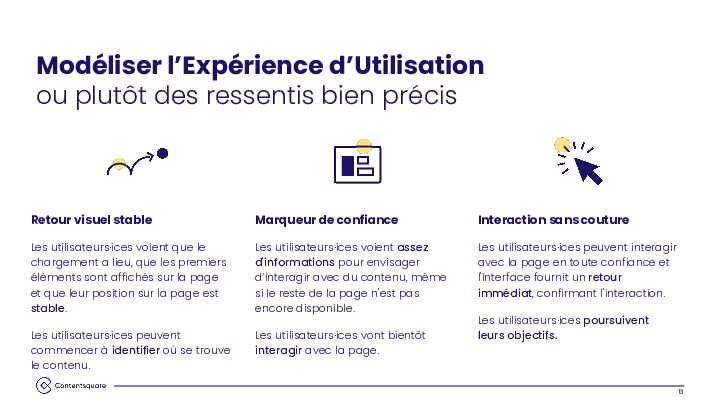 Modéliser l'Expérience d'Utilisation
ou plutôt des ressentis bien précis
Retour visuel stable
Les utilisateurs·ices voient que le
chargement a lieu, que les premiers
éléments sont affichés sur la page
et que leur position sur la page est
stable.
Les utilisateurs·ices peuvent
commencer à identifier où se trouve
le contenu.
Marqueur de confiance
Les utilisateurs·ices voient assez
d'informations pour envisager
d'interagir avec du contenu, même
si le reste de la page n'est pas
encore disponible.
Les utilisateurs·ices vont bientôt
interagir avec la page.
Interaction sans couture
Les utilisateurs·ices peuvent interagir
avec la page en toute confiance et
l'interface fournit un retour
immédiat, confirmant l'interaction.
Les utilisateurs·ices poursuivent
leurs objectifs.
Contentsquare
13